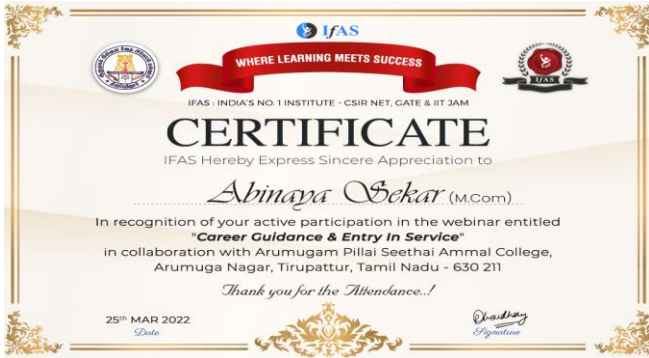 IfAS
WHERE LEARNING MEETS SUCCESS
IfAS
IFAS : INDIA'S NO. 1 INSTITUTE - CSIR NET, GATE & IIT JAM
CERTIFICATE
IFAS Hereby Express Sincere Appreciation to
Abinaya Sekar (M.Com)
In recognition of your active participation in the webinar entitled
"Career Guidance & Entry In Service"
in collaboration with Arumugam Pillai Seethai Ammal College,
Arumuga Nagar, Tirupattur, Tamil Nadu - 630 211
Thank you for the Attendance..!
25th MAR 2022
Date
Chaudhary
Signature